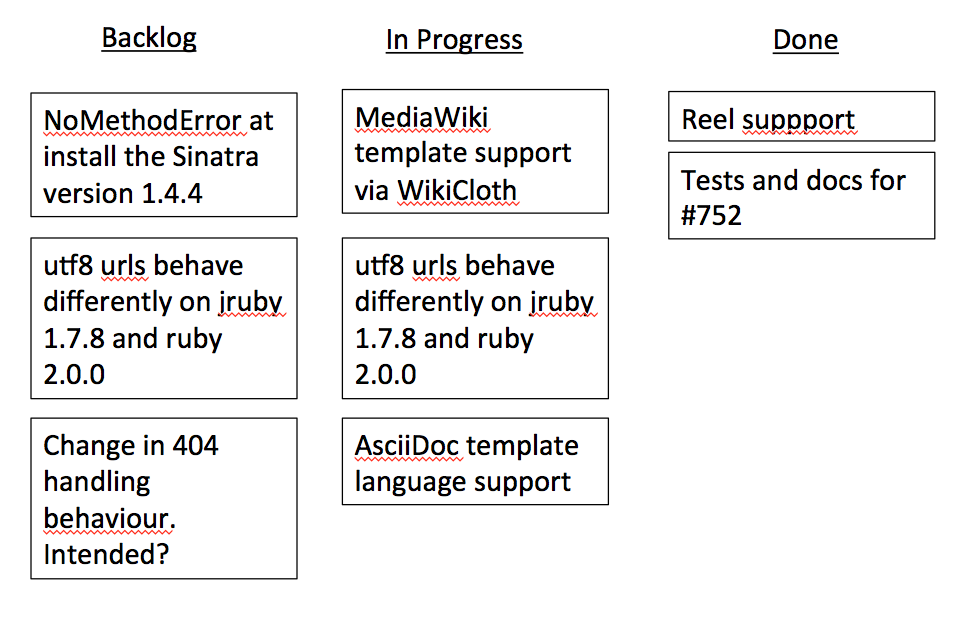 Backlog
NoMethodError at
install the Sinatra
version 1.4.4
utf8 urls behave
differently on jruby
1.7.8 and ruby
2.0.0
Change in 404
handling
behaviour.
Intended?
In Progress
MediaWiki
template support
via WikiCloth
utf8 urls behave
differently on jruby
1.7.8 and ruby
2.0.0
AsciiDoc template
language support
Done
Reel suppport
Tests and docs for
#752